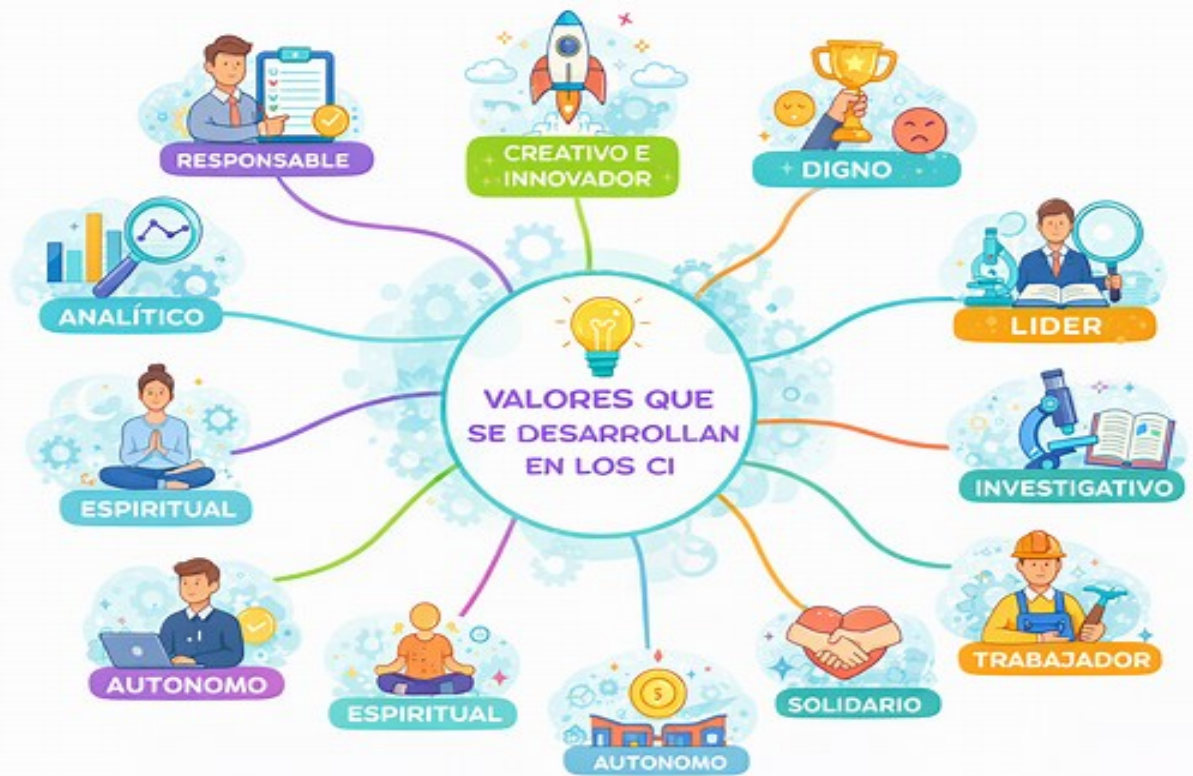 RESPONSABLE
CREATIVO E
INNOVADOR
DIGNO
ANALÍTICO
LIDER
VALORES QUE
SE DESARROLLAN
EN LOS CI
ESPIRITUAL
INVESTIGATIVO
AUTONOMO
ESPIRITUAL
AUTONOMO
SOLIDARIO
TRABAJADOR